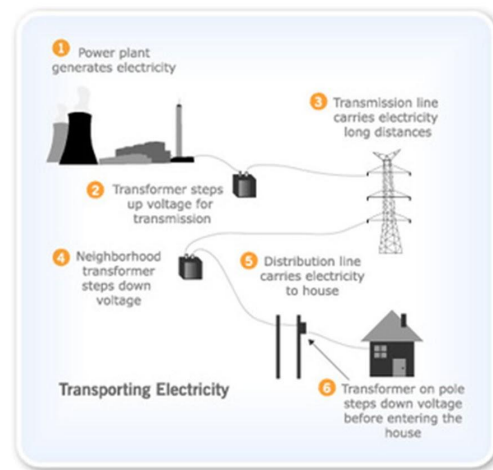 1 Power plant
generates electricity
3 Transmission line
carries electricity
long distances
2 Transformer steps
up voltage for
transmission
4 Neighborhood
transformer
steps down
voltage
5 Distribution line
carries electricity
to house
6 Transformer on pole
steps down voltage
before entering the
house
Transporting Electricity